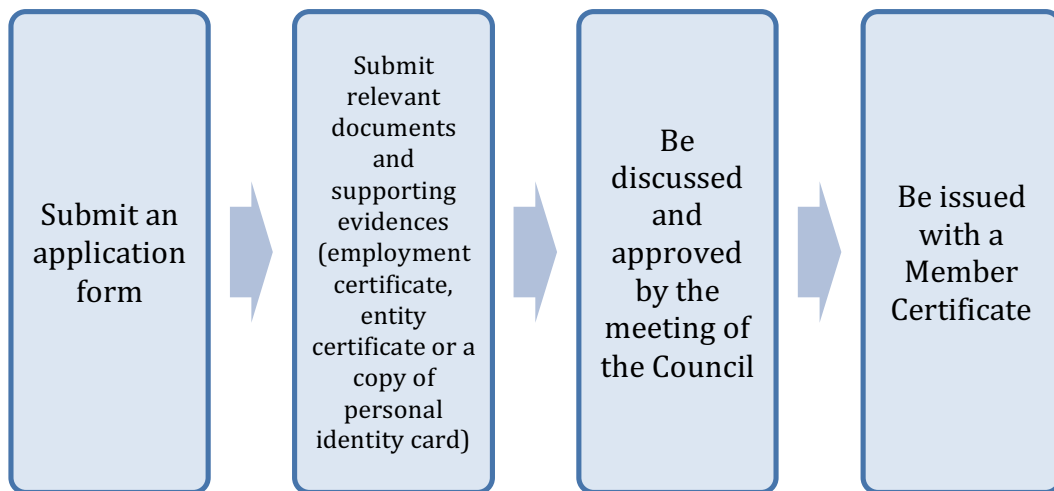 Submit an
application
form
Submit
relevant
documents
and
supporting
evidences
(employment
certificate,
entity
certificate or a
copy of
personal
identity card)
Be
discussed
and
approved
by the
meeting of
the Council
Be issued
with a
Member
Certificate